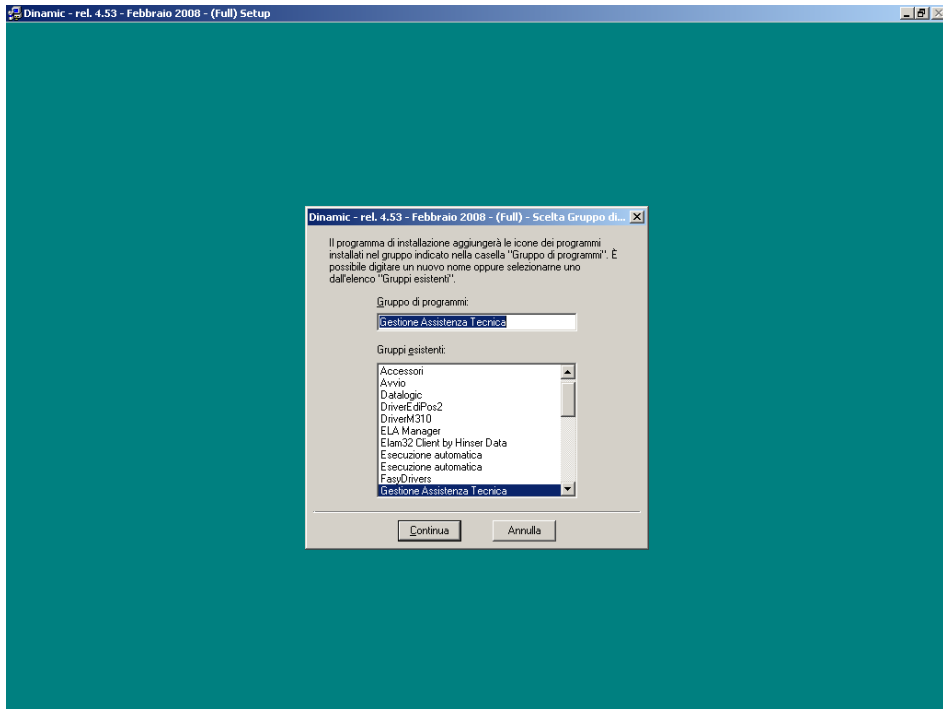 Dinamic - rel. 4.53 - Febbraio 2008 - (Full) Setup
Dinamic - rel. 4.53 - Febbraio 2008 - (Full) - Scelta Gruppo di...
Il programma di installazione aggiungerà le icone dei programmi
installati nel gruppo indicato nella casella "Gruppo di programmi". È
possibile digitare un nuovo nome oppure selezionarne uno
dall'elenco "Gruppi esistenti".
Gruppo di programmi:
Gestione Assistenza Tecnica
Gruppi esistenti:
Accessori
Avvio
Datalogic
DriverEdiPos2
DriverM310
ELA Manager
Elam32 Client by Hinser Data
Esecuzione automatica
Esecuzione automatica
FasyDrivers
Gestione Assistenza Tecnica
Continua
Annulla